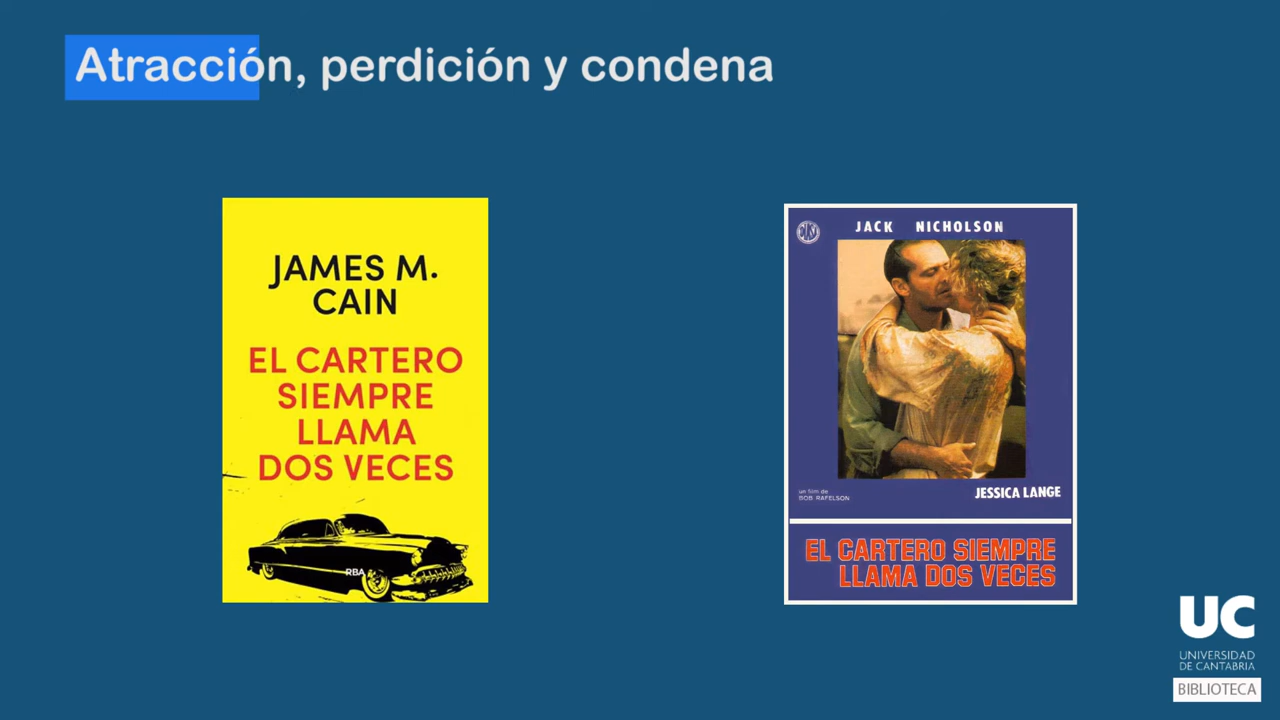 Atracción, perdición y condena
JAMES M.
CAIN
EL CARTERO
SIEMPRE
LLAMA
DOS VECES
RBA
JACK NICHOLSON
un film de
BOB RAFELSON
JESSICA LANGE
EL CARTERO SIEMPRE
LLAMA DOS VECES
UC
UNIVERSIDAD
DE CANTABRIA
BIBLIOTECA